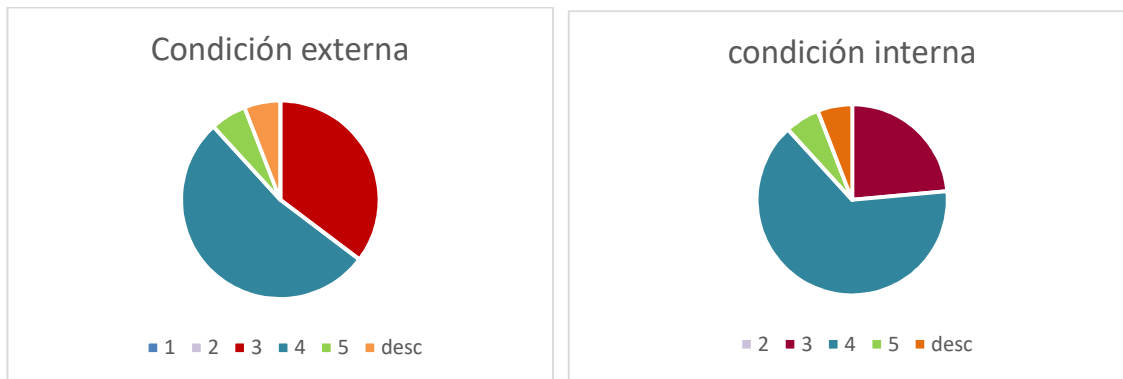 Condición externa
1 2 3 4 5 desc
condición interna
2 3 4 5 desc